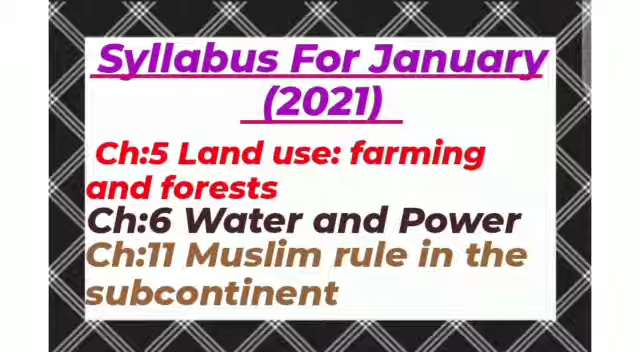 Syllabus For January
(2021)
Ch:5 Land use: farming
and forests
Ch:6 Water and Power
Ch:11 Muslim rule in the
subcontinent